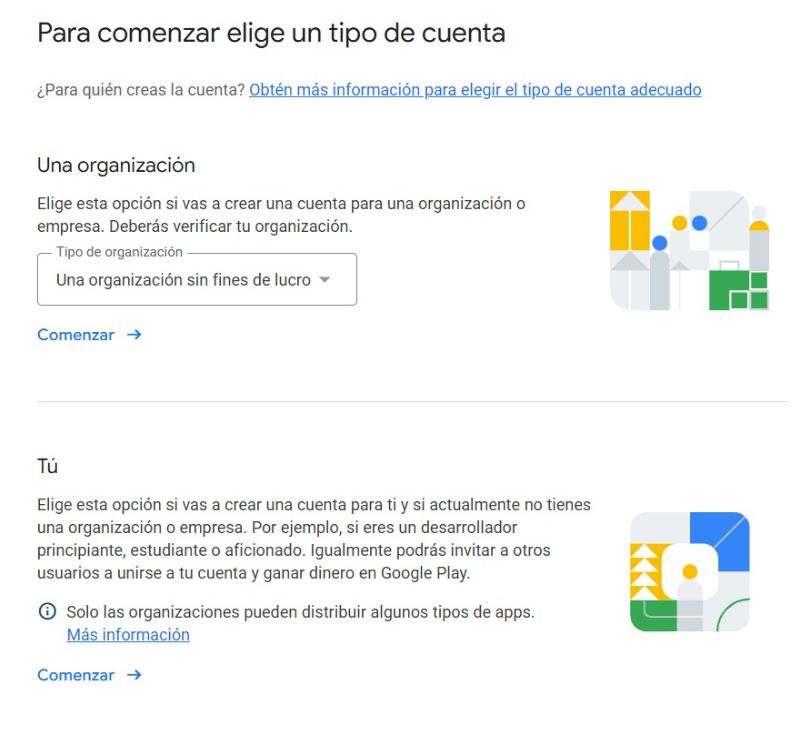 Para comenzar elige un tipo de cuenta
¿Para quién creas la cuenta? Obtén más información para elegir el tipo de cuenta adecuado
Una organización
Elige esta opción si vas a crear una cuenta para una organización o
empresa. Deberás verificar tu organización.
Tipo de organización
Una organización sin fines de lucro
Comenzar
Tú
Elige esta opción si vas a crear una cuenta para ti y si actualmente no tienes
una organización o empresa. Por ejemplo, si eres un desarrollador
principiante, estudiante o aficionado. Igualmente podrás invitar a otros
usuarios a unirse a tu cuenta y ganar dinero en Google Play.
Solo las organizaciones pueden distribuir algunos tipos de apps.
Más información
Comenzar